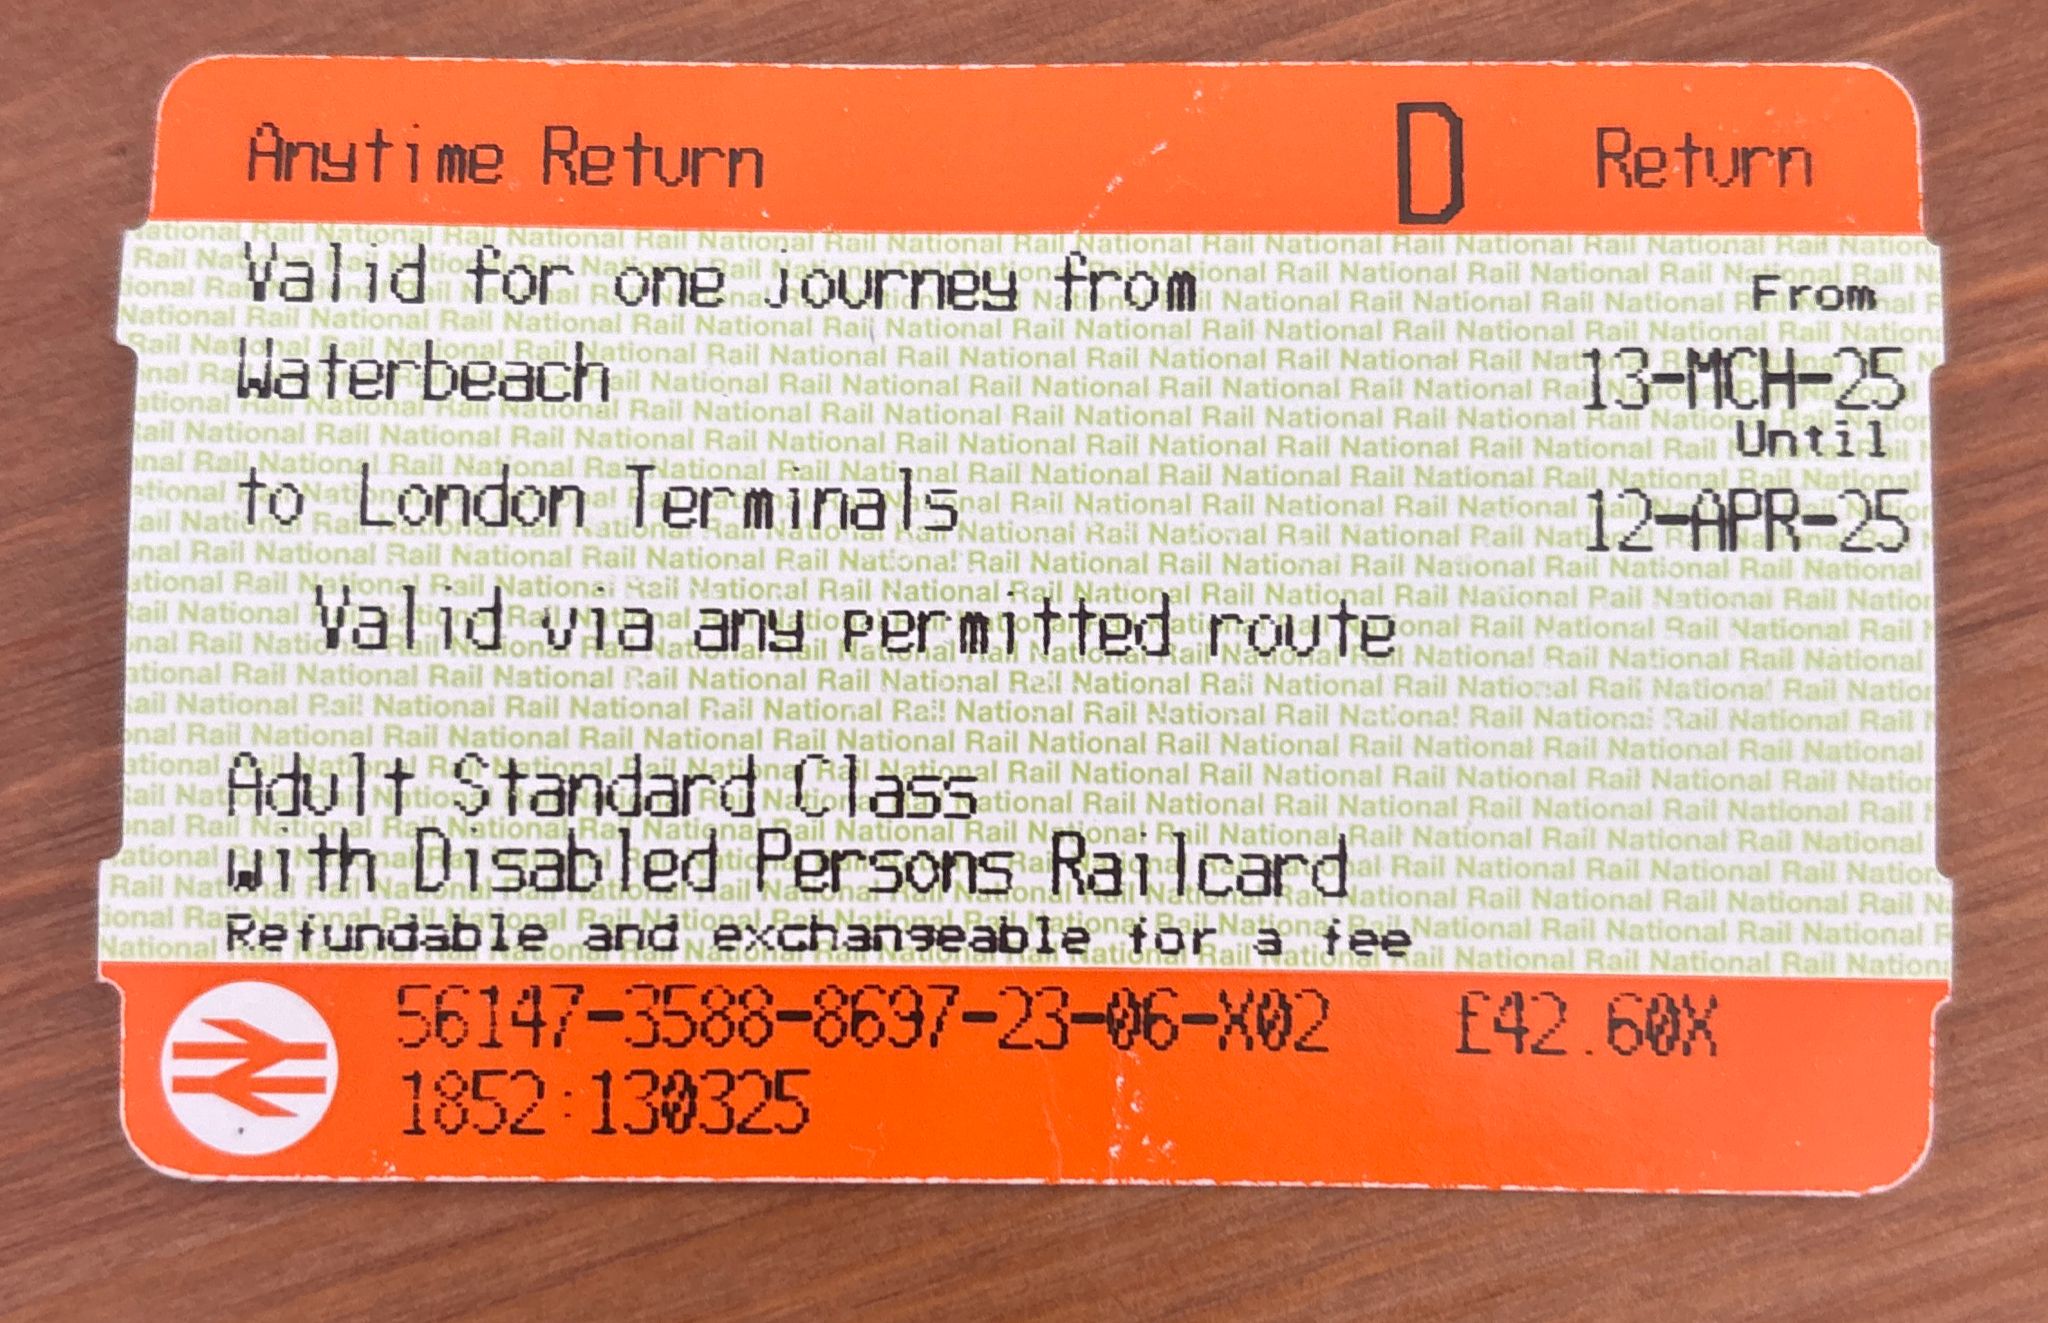 Anytime Return D Return
Valid for one journey from
From
Waterbeach
13-MCH-25
Until
to London Terminals
12-APR-25
Valid via any permitted route
Adult Standard Class
with Disabled Persons Railcard
Refundable and exchangeable for a fee
56147-3588-8697-23-06-X02 £42.60X
1852:130325